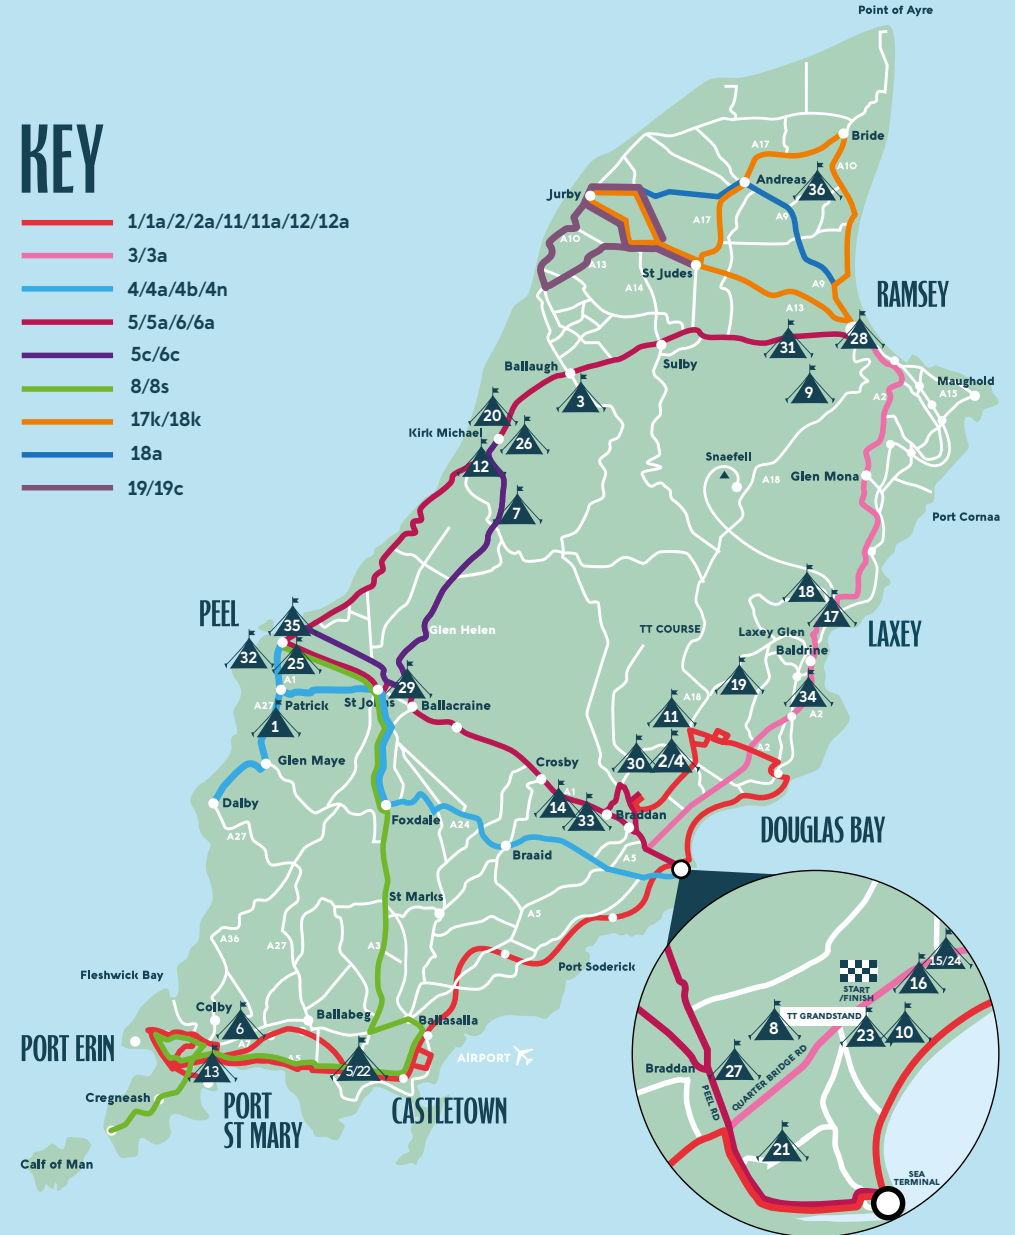 Point of Ayre
KEY
1/1a/2/2a/11/11a/12/12a
3/3a
4/4a/4b/4n
5/5a/6/6a
5c/6c
8/8s
17k/18k
18a
19/19c
Bride
A17
A10
Andreas
36
Jurby
A17
A9
A10
A13
St Judes
A14
A9
A13
RAMSEY
28
31
Sulby
Ballaugh
9
3
Maughold
A15
A2
20
Kirk Michael
26
12
Snaefell
A18
Glen Mona
7
Port Cornaa
18
17
LAXEY
PEEL
35
Glen Helen
TT COURSE
Laxey Glen
Baldrine
32
25
A1
29
19
34
A27
Patrick
St Johns
Ballacraine
A18
11
A2
1
30
2/4
A2
Glen Maye
Crosby
A1
14
33
Braddan
Dalby
Foxdale
A24
DOUGLAS BAY
A27
Braaid
A5
St Marks
A5
A36
A27
A3
Port Soderick
Fleshwick Bay
Colby
6
Ballabeg
Ballasalla
PORT ERIN
A7
A5
13
5/22
AIRPORT
Cregneash
PORT
ST MARY
CASTLETOWN
Calf of Man
15/24
16
START
/FINISH
TT GRANDSTAND
8
23
10
27
Braddan
QUARTER BRIDGE RD
PEEL RD
21
SEA
TERMINAL